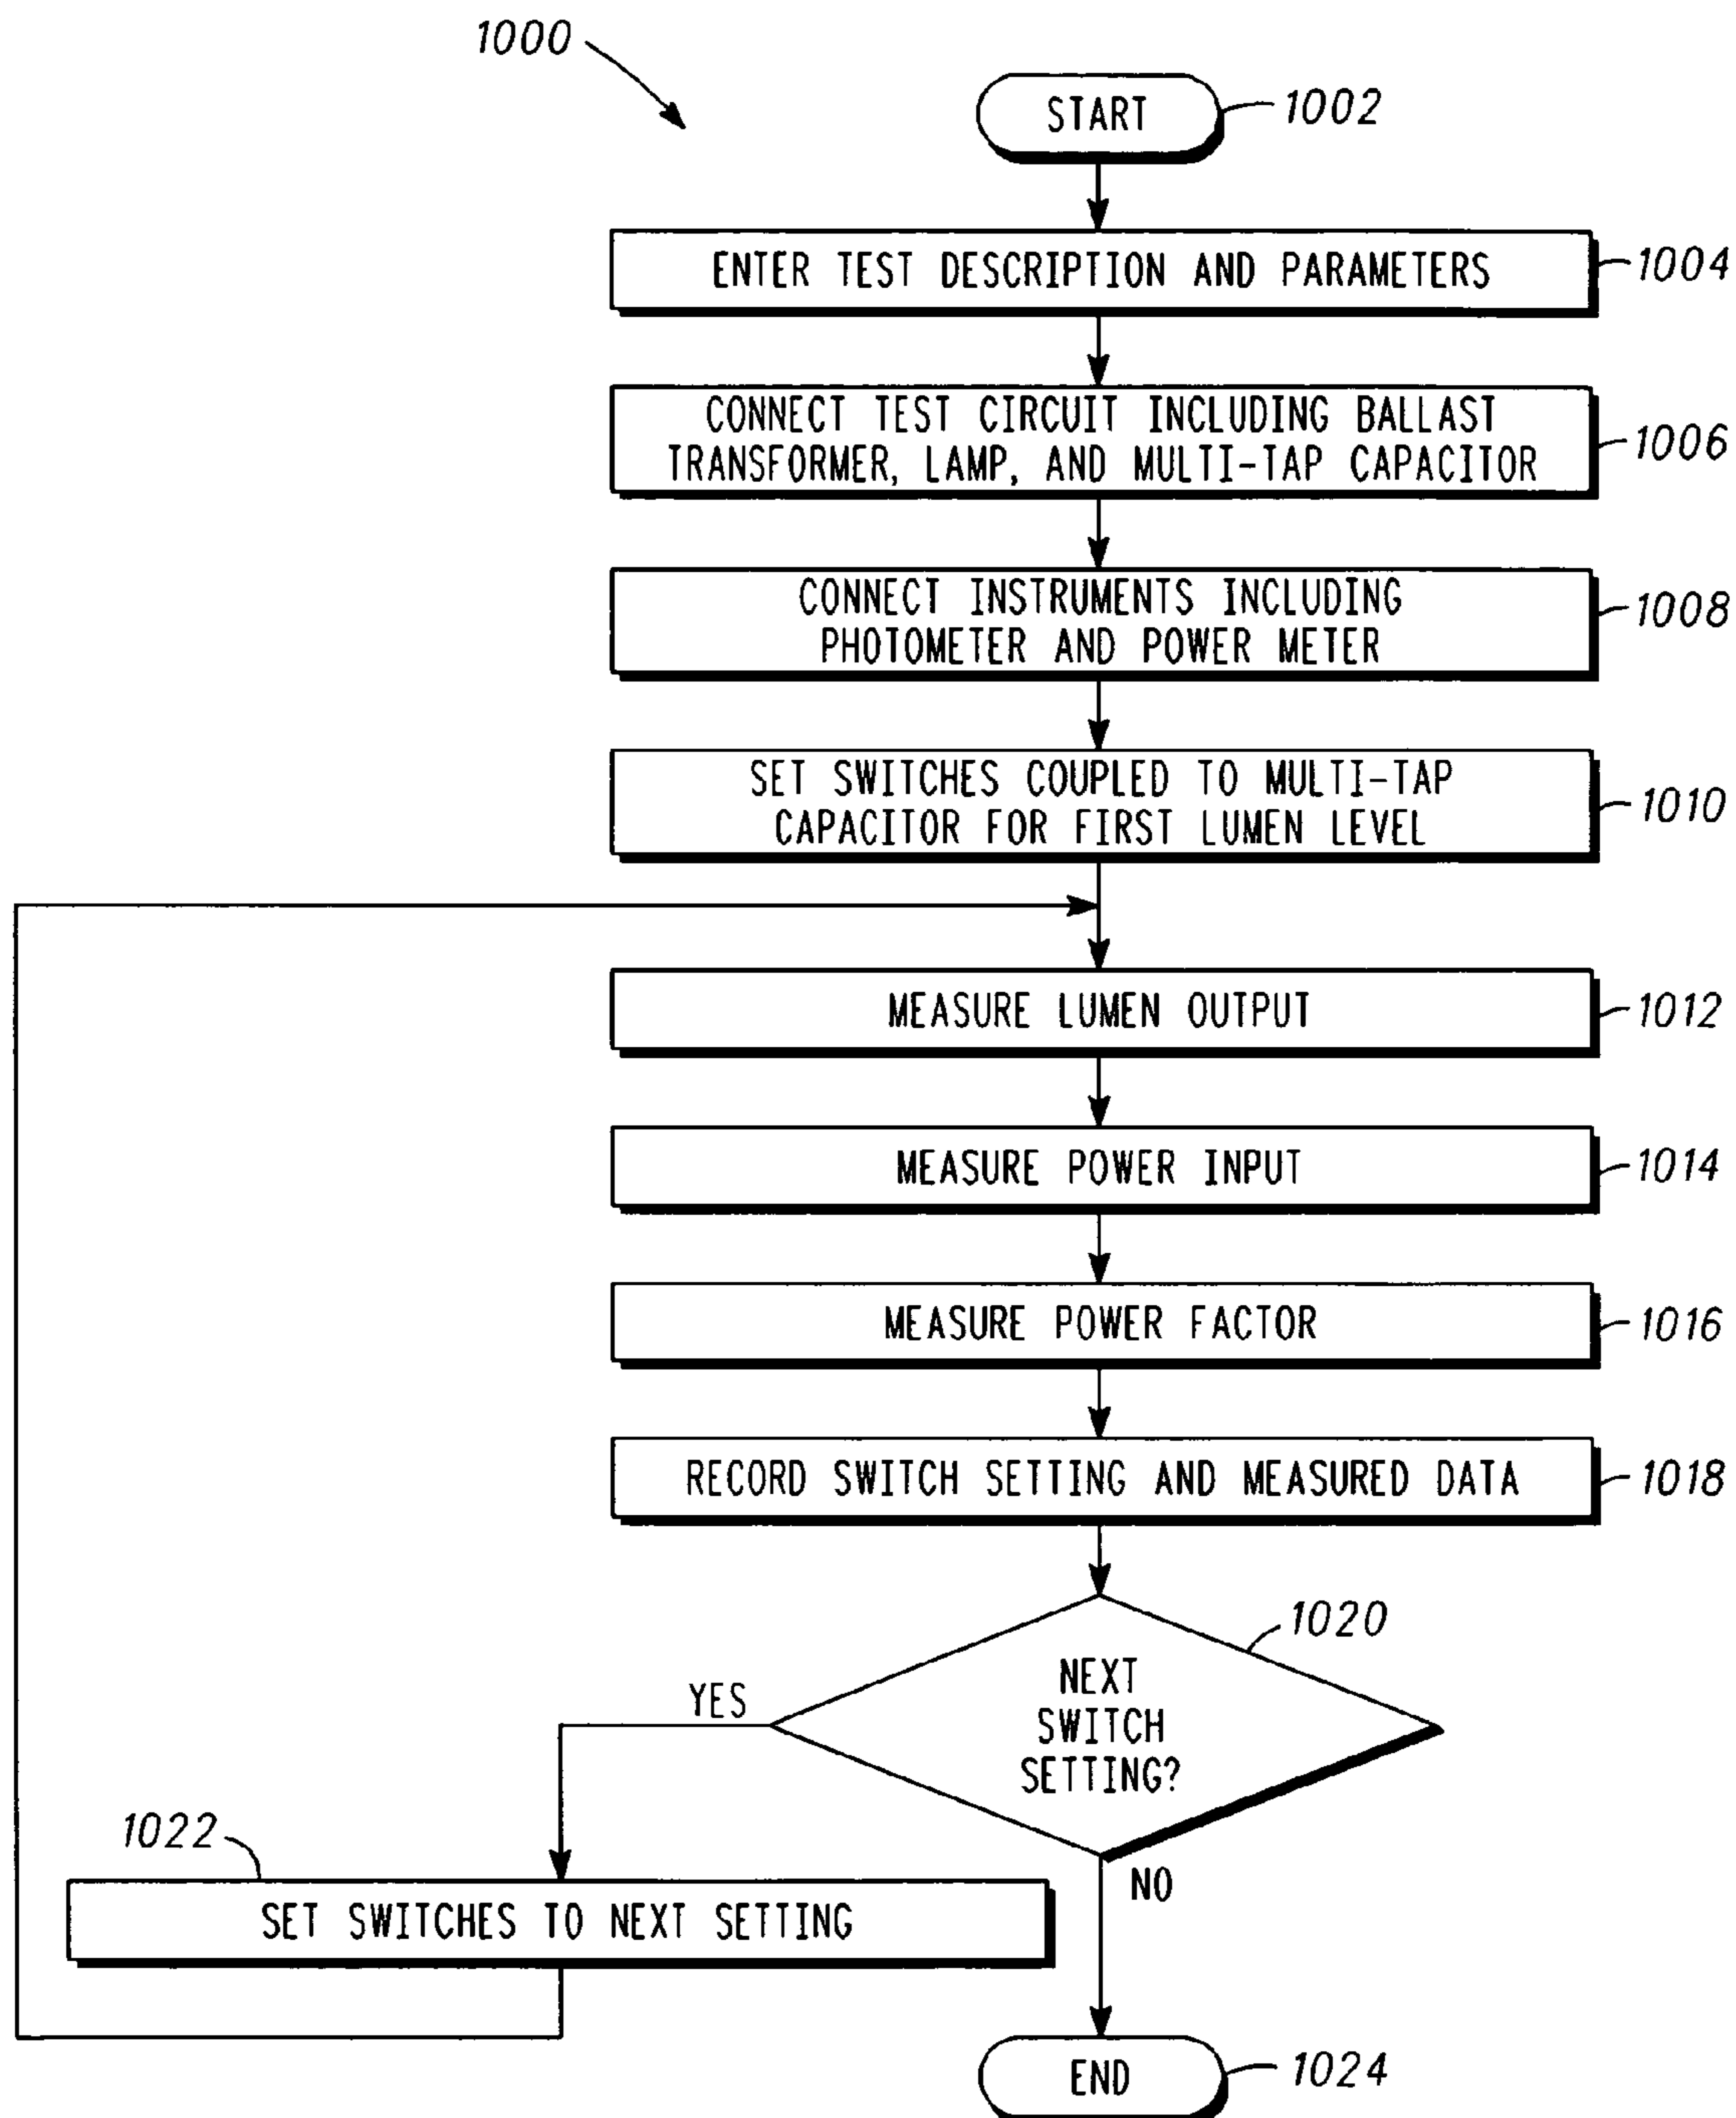 1000
START
1002
ENTER TEST DESCRIPTION AND PARAMETERS
1004
CONNECT TEST CIRCUIT INCLUDING BALLAST
TRANSFORMER, LAMP, AND MULTI-TAP CAPACITOR
1006
CONNECT INSTRUMENTS INCLUDING
PHOTOMETER AND POWER METER
1008
SET SWITCHES COUPLED TO MULTI-TAP
CAPACITOR FOR FIRST LUMEN LEVEL
1010
MEASURE LUMEN OUTPUT
1012
MEASURE POWER INPUT
1014
MEASURE POWER FACTOR
1016
RECORD SWITCH SETTING AND MEASURED DATA
1018
1020
NEXT
SWITCH
SETTING?
YES
NO
1022
SET SWITCHES TO NEXT SETTING
END
1024